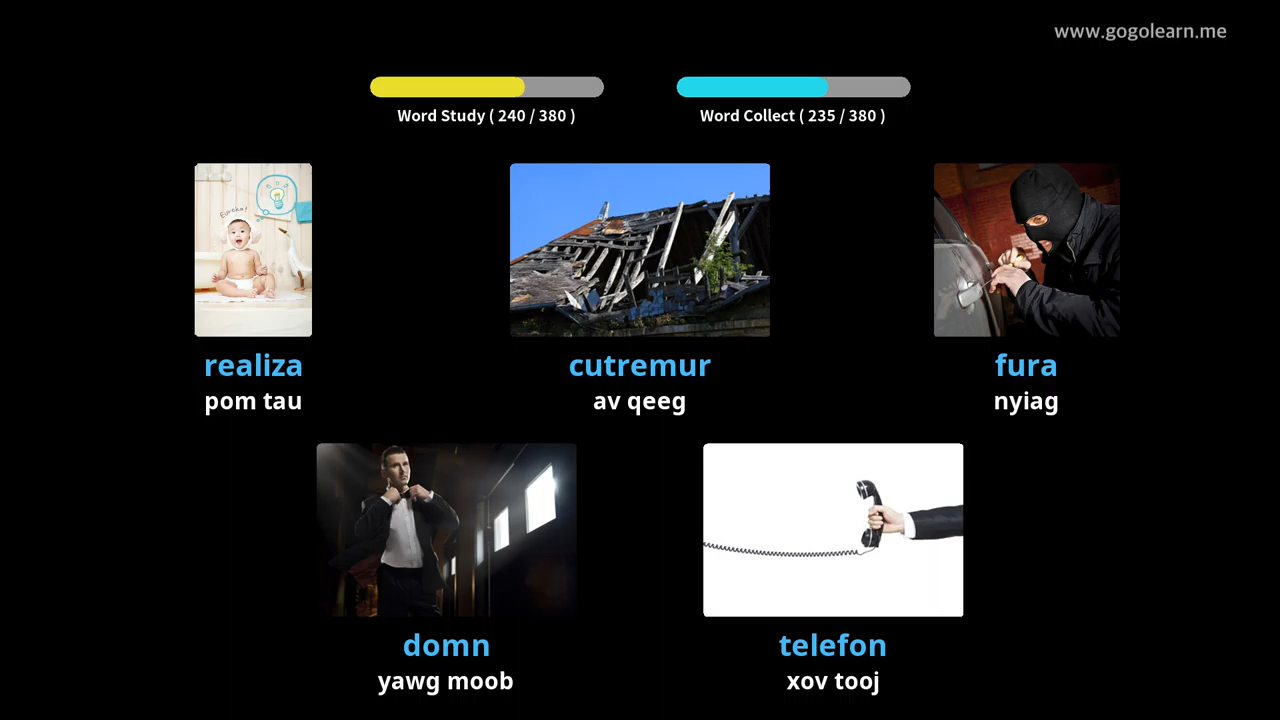 www.gogolearn.me
Word Study ( 240 / 380 )
Word Collect ( 235 / 380 )
Eureka!
realiza
pom tau
cutremur
av qeeg
fura
nyiag
domn
yawg moob
telefon
xov tooj